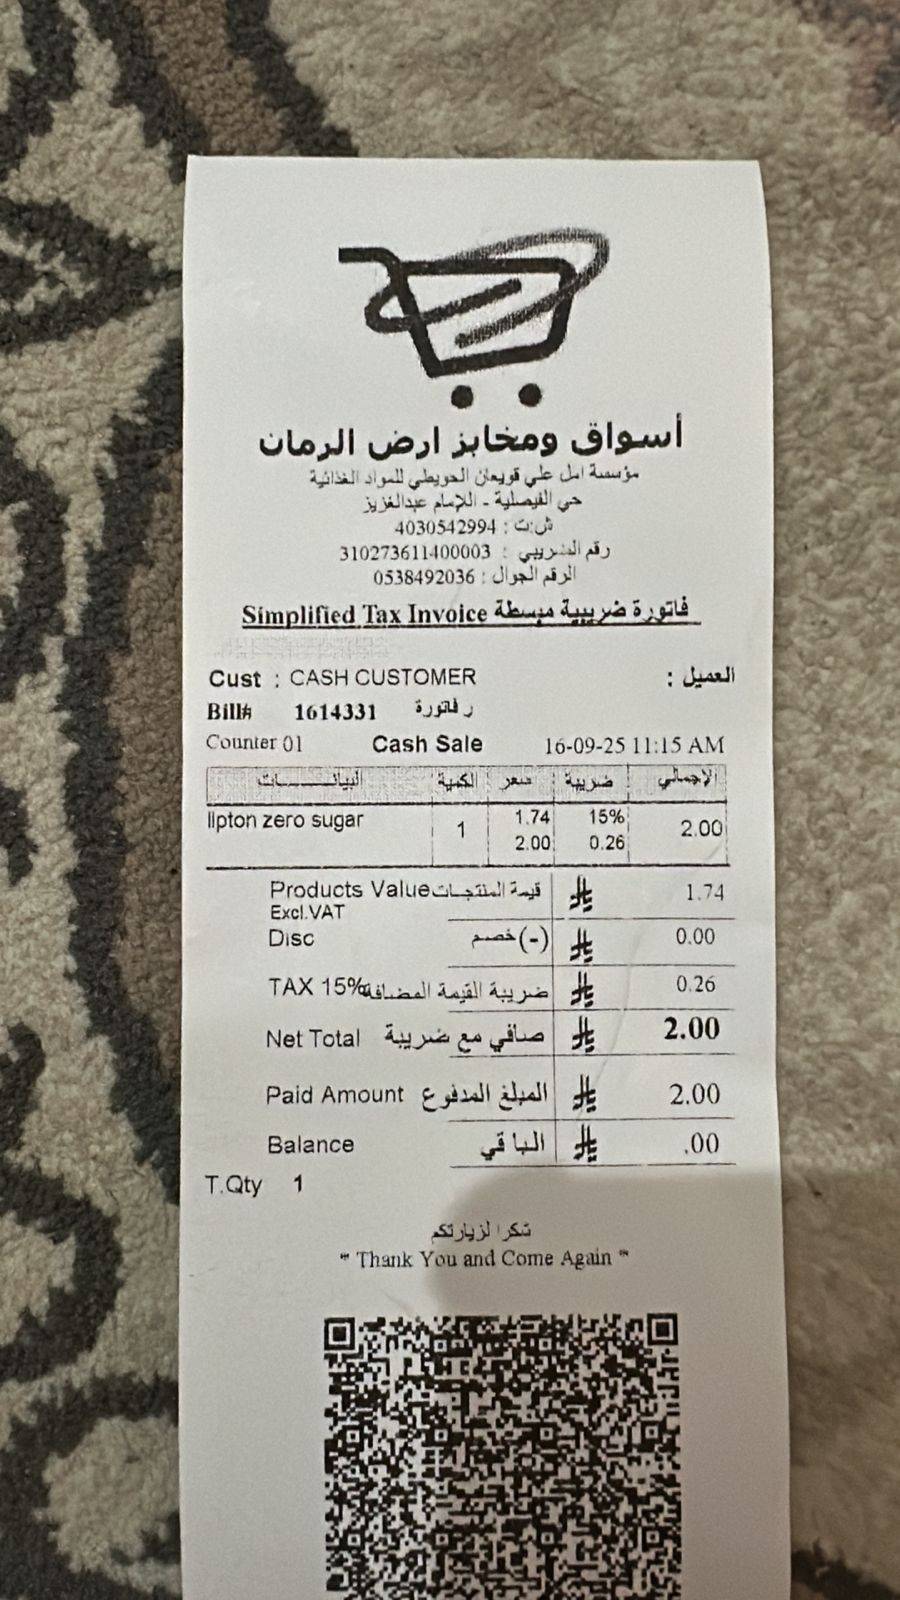 أسواق ومخابز ارض الرمان
مؤسسة امل علي قويعان الحويطي للمواد الغذائية
حي الفيصلية - اللإمام عبدالعزيز
ش:ت : 4030542994
رقم الضريبي : 310273611400003
الرقم الجوال : 0538492036
Simplified Tax Invoice فاتورة ضريبية مبسطة
Cust : CASH CUSTOMER العميل :
Bill# 1614331 ر فاتورة
Counter 01 Cash Sale 16-09-25 11:15 AM
البيانـــــــات الكمية سعر ضريبة الإجمالي
lipton zero sugar 1 1.74 15% 2.00
2.00 0.26
Products Value قيمة المنتجات 1.74
Excl.VAT
Disc خصم (-) 0.00
TAX 15% ضريبة القيمة المضافة 0.26
Net Total صافي مع ضريبة 2.00
Paid Amount المبلغ المدفوع 2.00
Balance البا قي .00
T.Qty 1
شكرا لزيارتكم
" Thank You and Come Again "